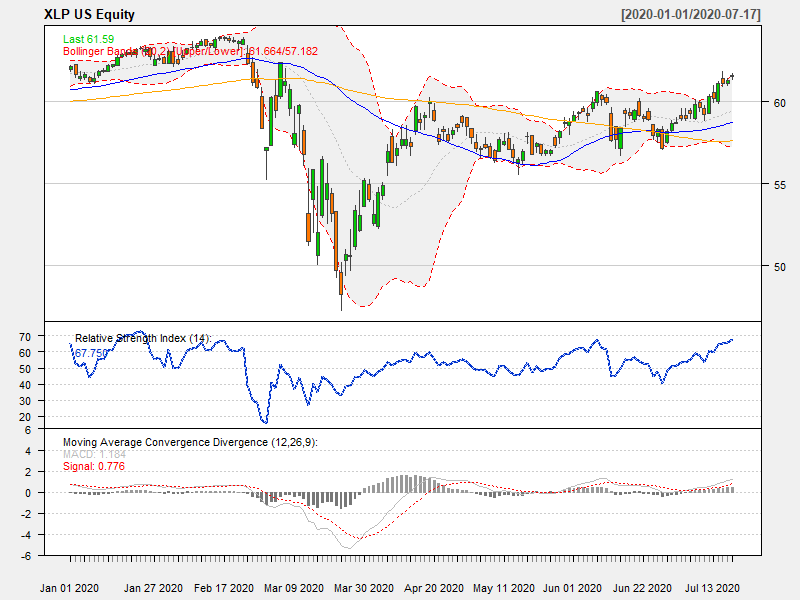 XLP US Equity
[2020-01-01/2020-07-17]
Last 61.59
Bollinger Bands (20,2) [Upper/Lower]: 61.664/57.182
60
55
50
Relative Strength Index (14):
67.750
70
60
50
40
30
20
6
Moving Average Convergence Divergence (12,26,9):
MACD: 1.184
Signal: 0.776
4
2
0
-2
-4
-6
Jan 01 2020 Jan 27 2020 Feb 17 2020 Mar 09 2020 Mar 30 2020 Apr 20 2020 May 11 2020 Jun 01 2020 Jun 22 2020 Jul 13 2020